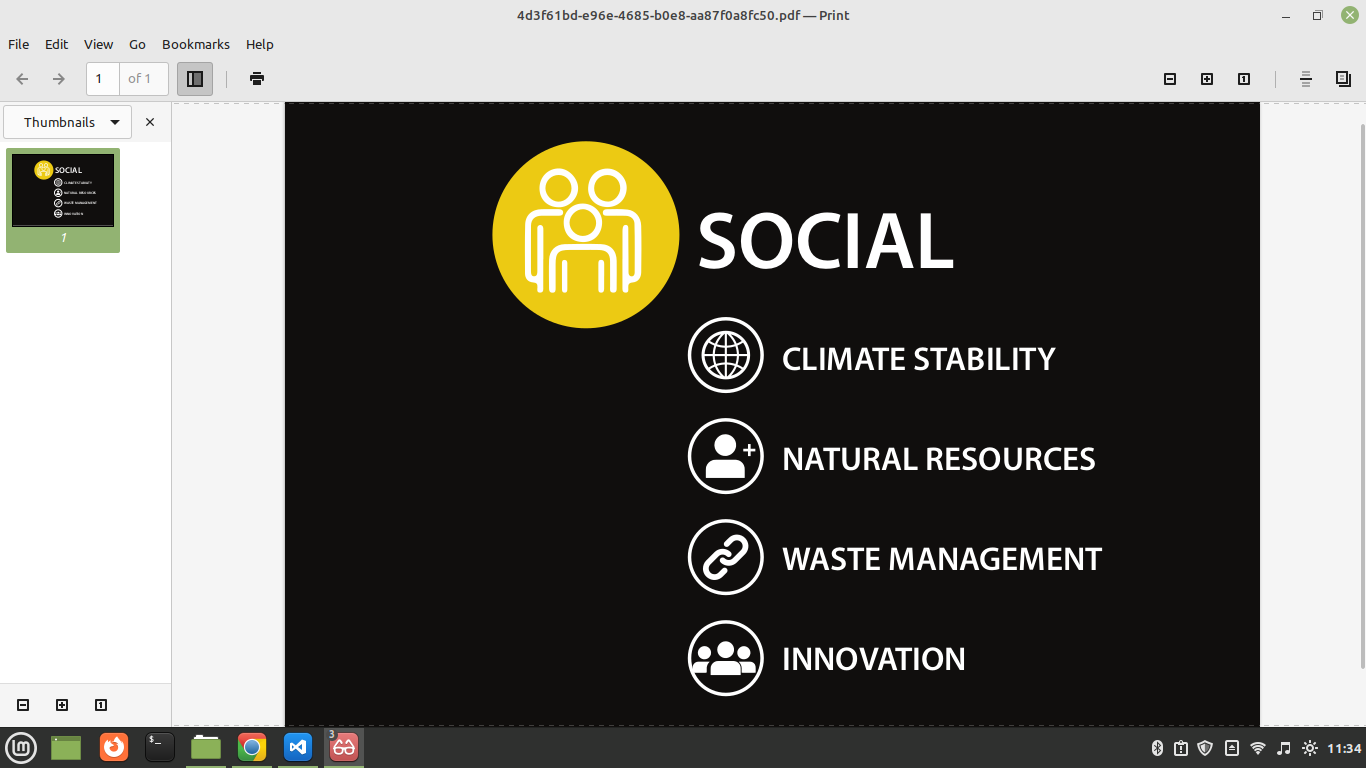 4d3f61bd-e96e-4685-b0e8-aa87f0a8fc50.pdf — Print
File Edit View Go Bookmarks Help
1 of 1
Thumbnails
SOCIAL
CLIMATE STABILITY
NATURAL RESOURCES
WASTE MANAGEMENT
INNOVATION
1
SOCIAL
CLIMATE STABILITY
NATURAL RESOURCES
WASTE MANAGEMENT
INNOVATION
3
11:34